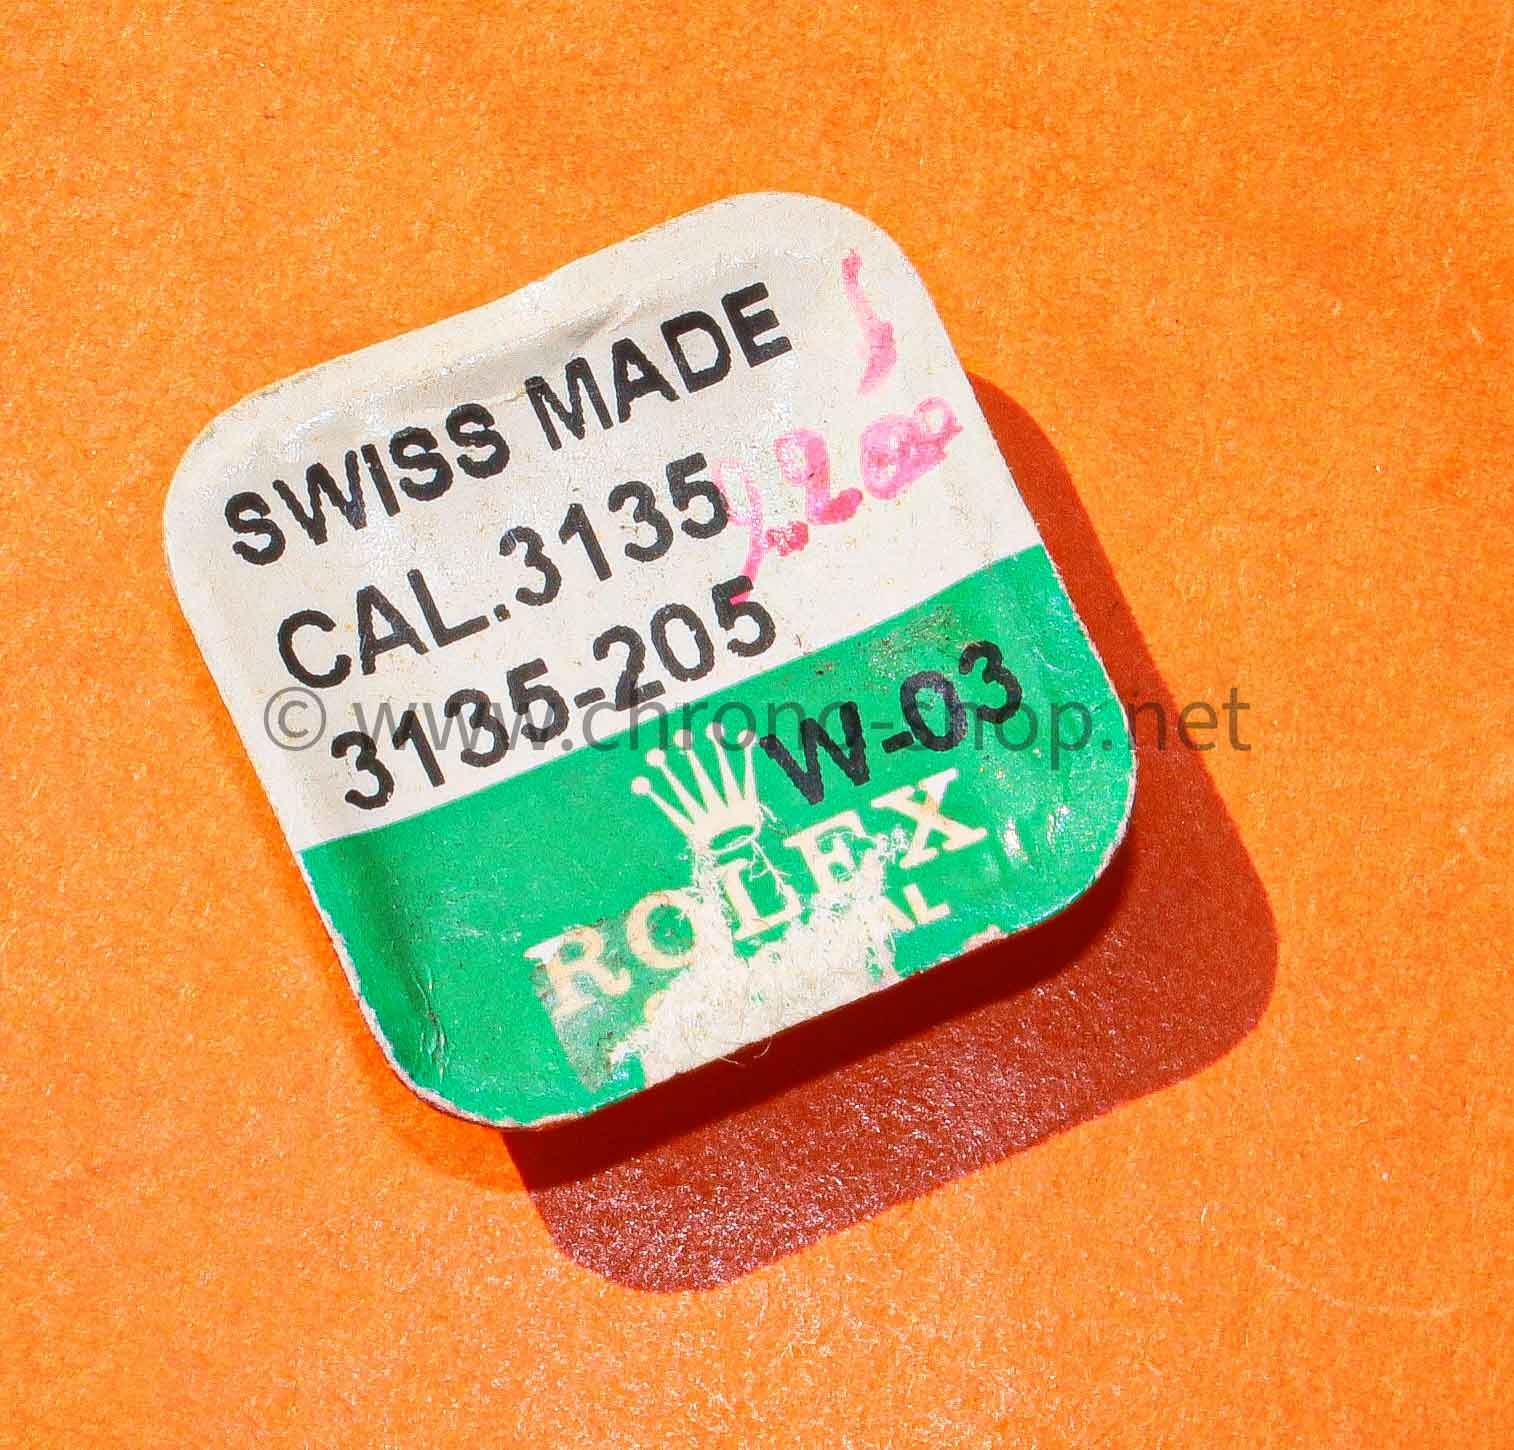 SWISS MADE
CAL.3135
3135-205
W-03
ROLEX
© www.chrono-shop.net